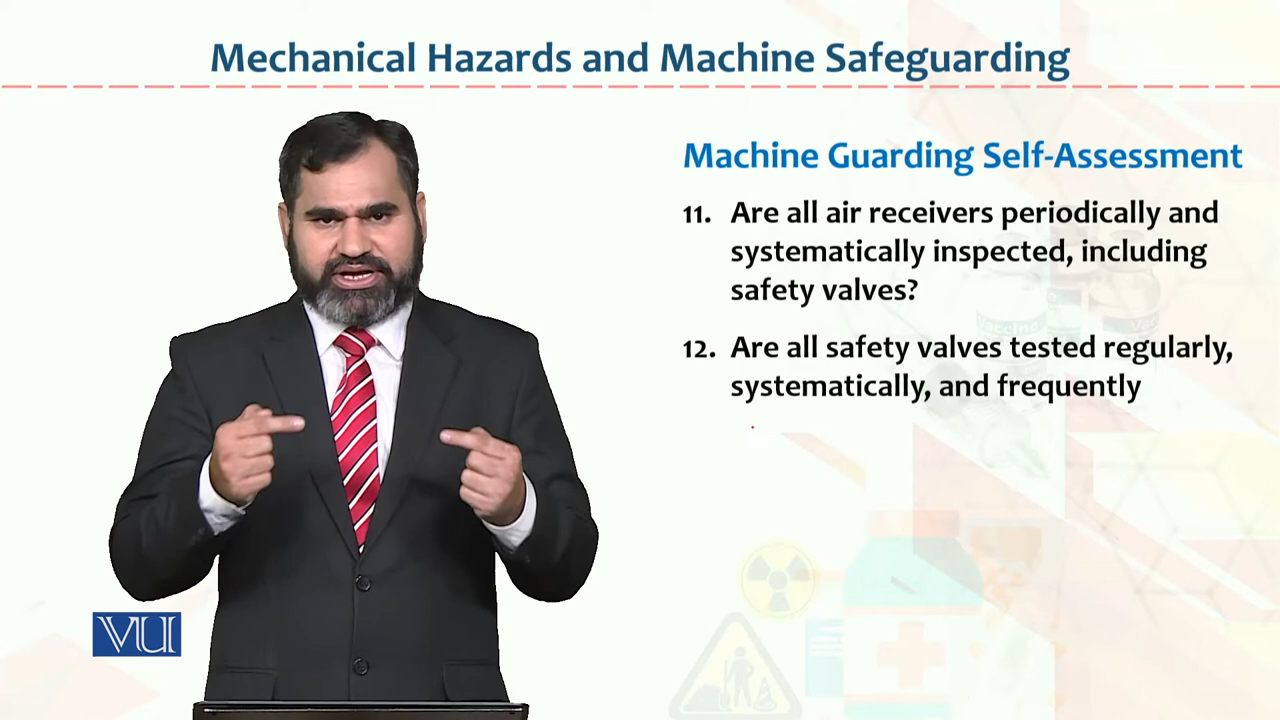 Mechanical Hazards and Machine Safeguarding
Machine Guarding Self-Assessment
11. Are all air receivers periodically and
systematically inspected, including
safety valves?
12. Are all safety valves tested regularly,
systematically, and frequently
Vaccine
VU